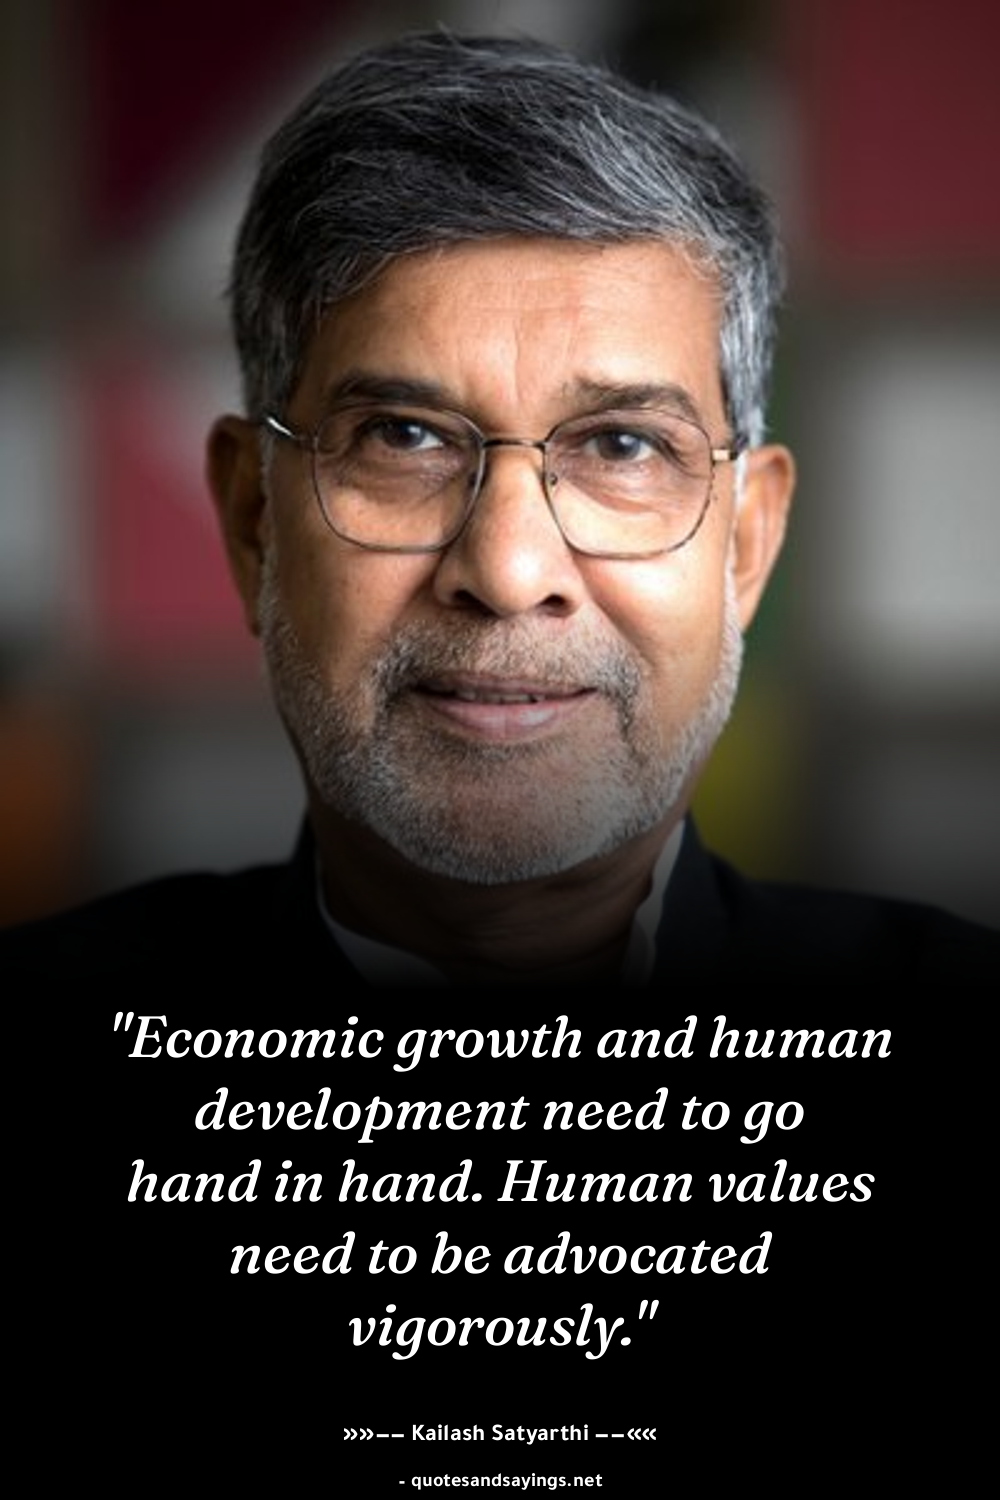 "Economic growth and human
development need to go
hand in hand. Human values
need to be advocated
vigorously."
»»–– Kailash Satyarthi ––««
- quotesandsayings.net